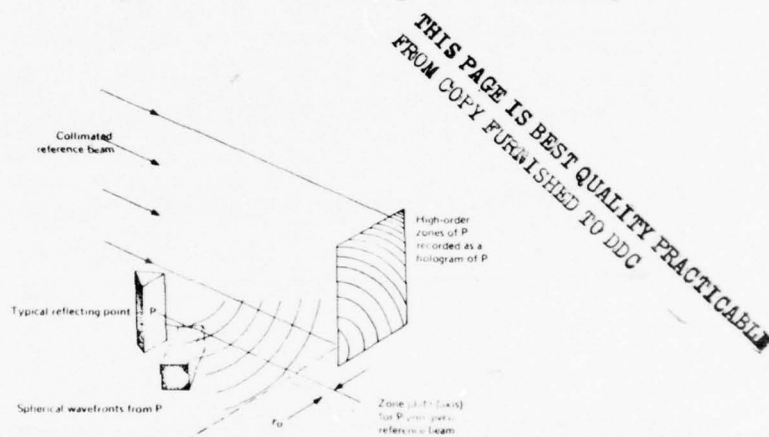 THIS PAGE IS BEST QUALITY PRACTICABLE
FROM COPY FURNISHED TO DDC
Collimated
reference beam
High-order
zones of P
recorded as a
hologram of P
Typical reflecting point
P
Spherical wavefronts from P
r₀
Zone plate (axis)
for P
reference beam